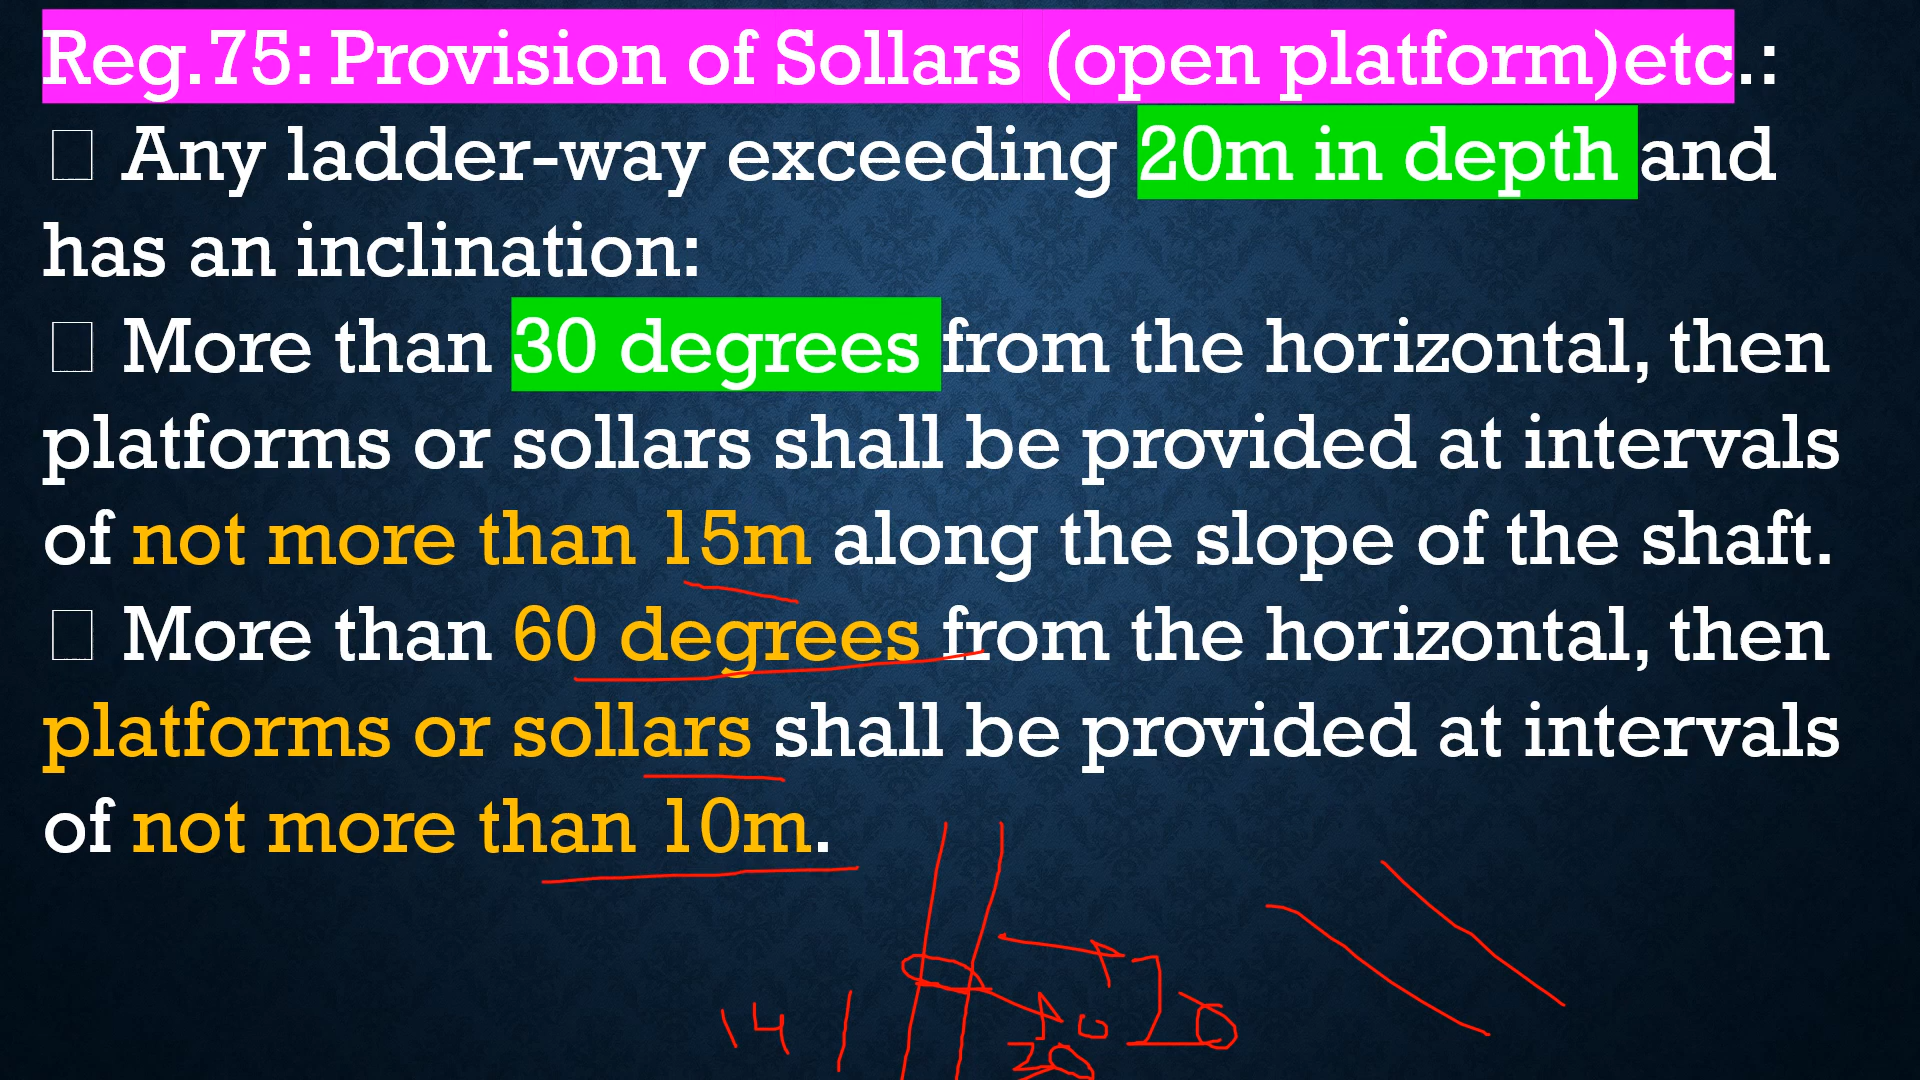 Reg.75: Provision of Sollars (open platform)etc.:
Any ladder-way exceeding 20m in depth and
has an inclination:
More than 30 degrees from the horizontal, then
platforms or sollars shall be provided at intervals
of not more than 15m along the slope of the shaft.
More than 60 degrees from the horizontal, then
platforms or sollars shall be provided at intervals
of not more than 10m.
14
20